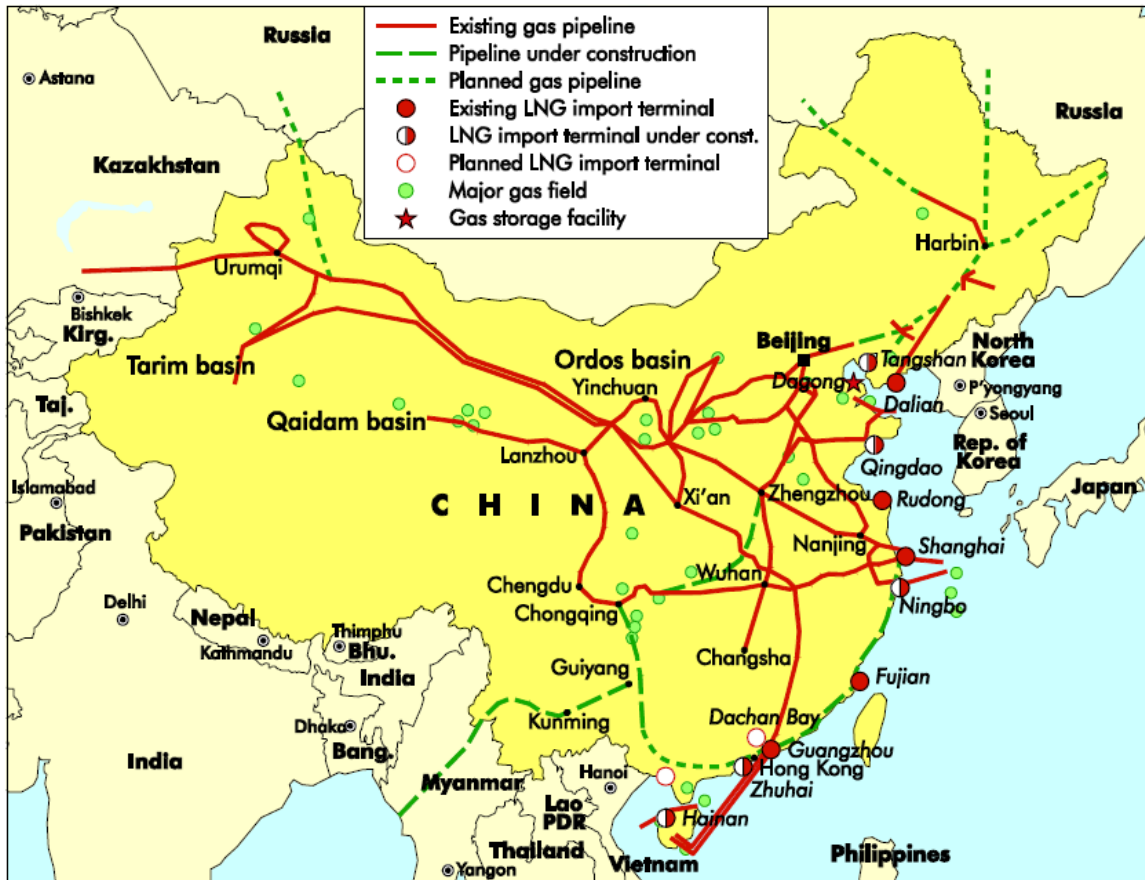 Existing gas pipeline
Pipeline under construction
Planned gas pipeline
Existing LNG import terminal
LNG import terminal under const.
Planned LNG import terminal
Major gas field
Gas storage facility
Russia
Astana
Russia
Kazakhstan
Harbin
Urumqi
Bishkek
Kirg.
Tarim basin
Ordos basin
Yinchuan
Beijing
Dagong
Tangshan
North
Korea
P'yongyang
Dalian
Seoul
Taj.
Qaidam basin
Lanzhou
Rep. of
Korea
Qingdao
Islamabad
Pakistan
CHINA
Xi'an
Zhengzhou
Rudong
Japan
Nanjing
Shanghai
Chengdu
Wuhan
Chongqing
Ningbo
Delhi
Nepal
Kathmandu
Thimphu
Bhu.
India
Guiyang
Changsha
Fujian
Kunming
Dachan Bay
Dhaka
Bang.
India
Myanmar
Hanoi
Guangzhou
Hong Kong
Zhuhai
Lao
PDR
Hainan
Thailand
Vietnam
Philippines
Yangon